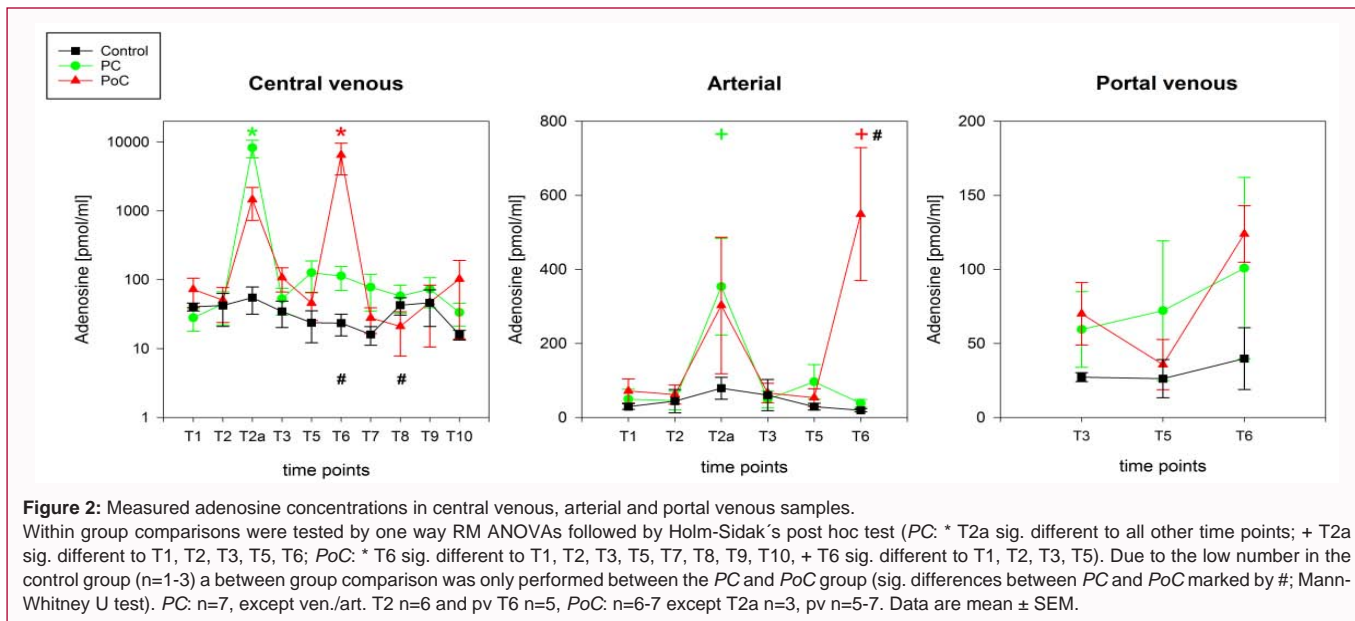 Control
PC
PoC
Central venous
Arterial
Portal venous
Adenosine [pmol/ml]
10000
1000
100
10
1
*
*
#
#
T1 T2 T2a T3 T5 T6 T7 T8 T9 T10
time points
Adenosine [pmol/ml]
800
600
400
200
0
+
+ #
T1 T2 T2a T3 T5 T6
time points
Adenosine [pmol/ml]
200
150
100
50
0
T3 T5 T6
time points
Figure 2: Measured adenosine concentrations in central venous, arterial and portal venous samples.
Within group comparisons were tested by one way RM ANOVAs followed by Holm-Sidak´s post hoc test (PC: * T2a sig. different to all other time points; + T2a
sig. different to T1, T2, T3, T5, T6; PoC: * T6 sig. different to T1, T2, T3, T5, T7, T8, T9, T10, + T6 sig. different to T1, T2, T3, T5). Due to the low number in the
control group (n=1-3) a between group comparison was only performed between the PC and PoC group (sig. differences between PC and PoC marked by #; Mann-
Whitney U test). PC: n=7, except ven./art. T2 n=6 and pv T6 n=5, PoC: n=6-7 except T2a n=3, pv n=5-7. Data are mean ± SEM.